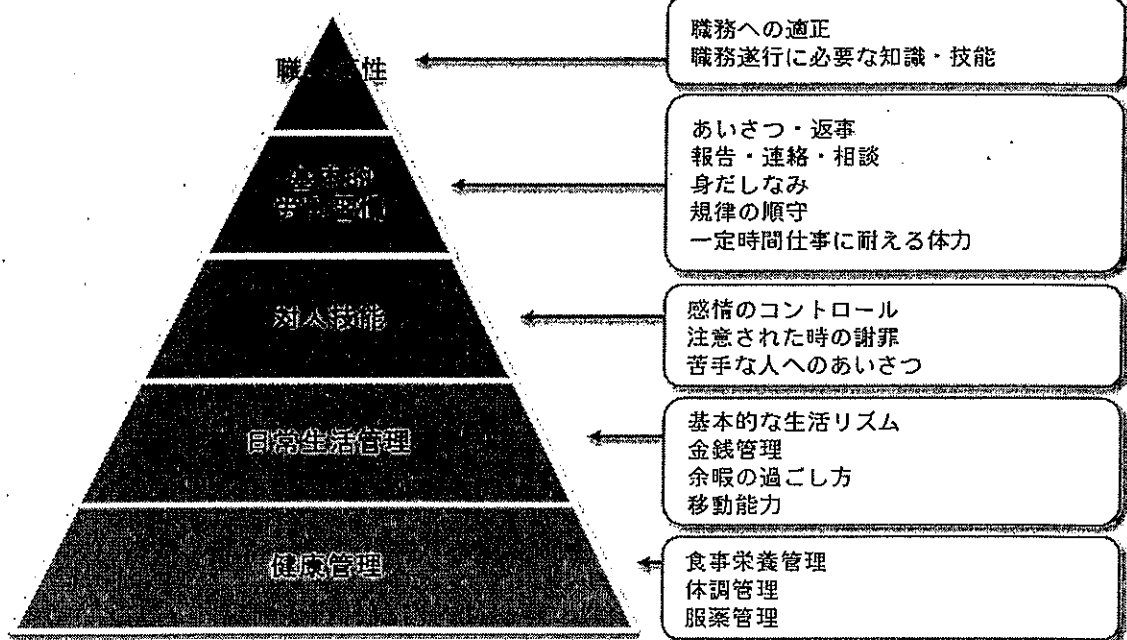 職務への適正
職務遂行に必要な知識・技能
あいさつ・返事
報告・連絡・相談
身だしなみ
規律の順守
一定時間仕事に耐える体力
対人技能
感情のコントロール
注意された時の謝罪
苦手な人へのあいさつ
日常生活管理
基本的な生活リズム
金銭管理
余暇の過ごし方
移動能力
健康管理
食事栄養管理
体調管理
服薬管理